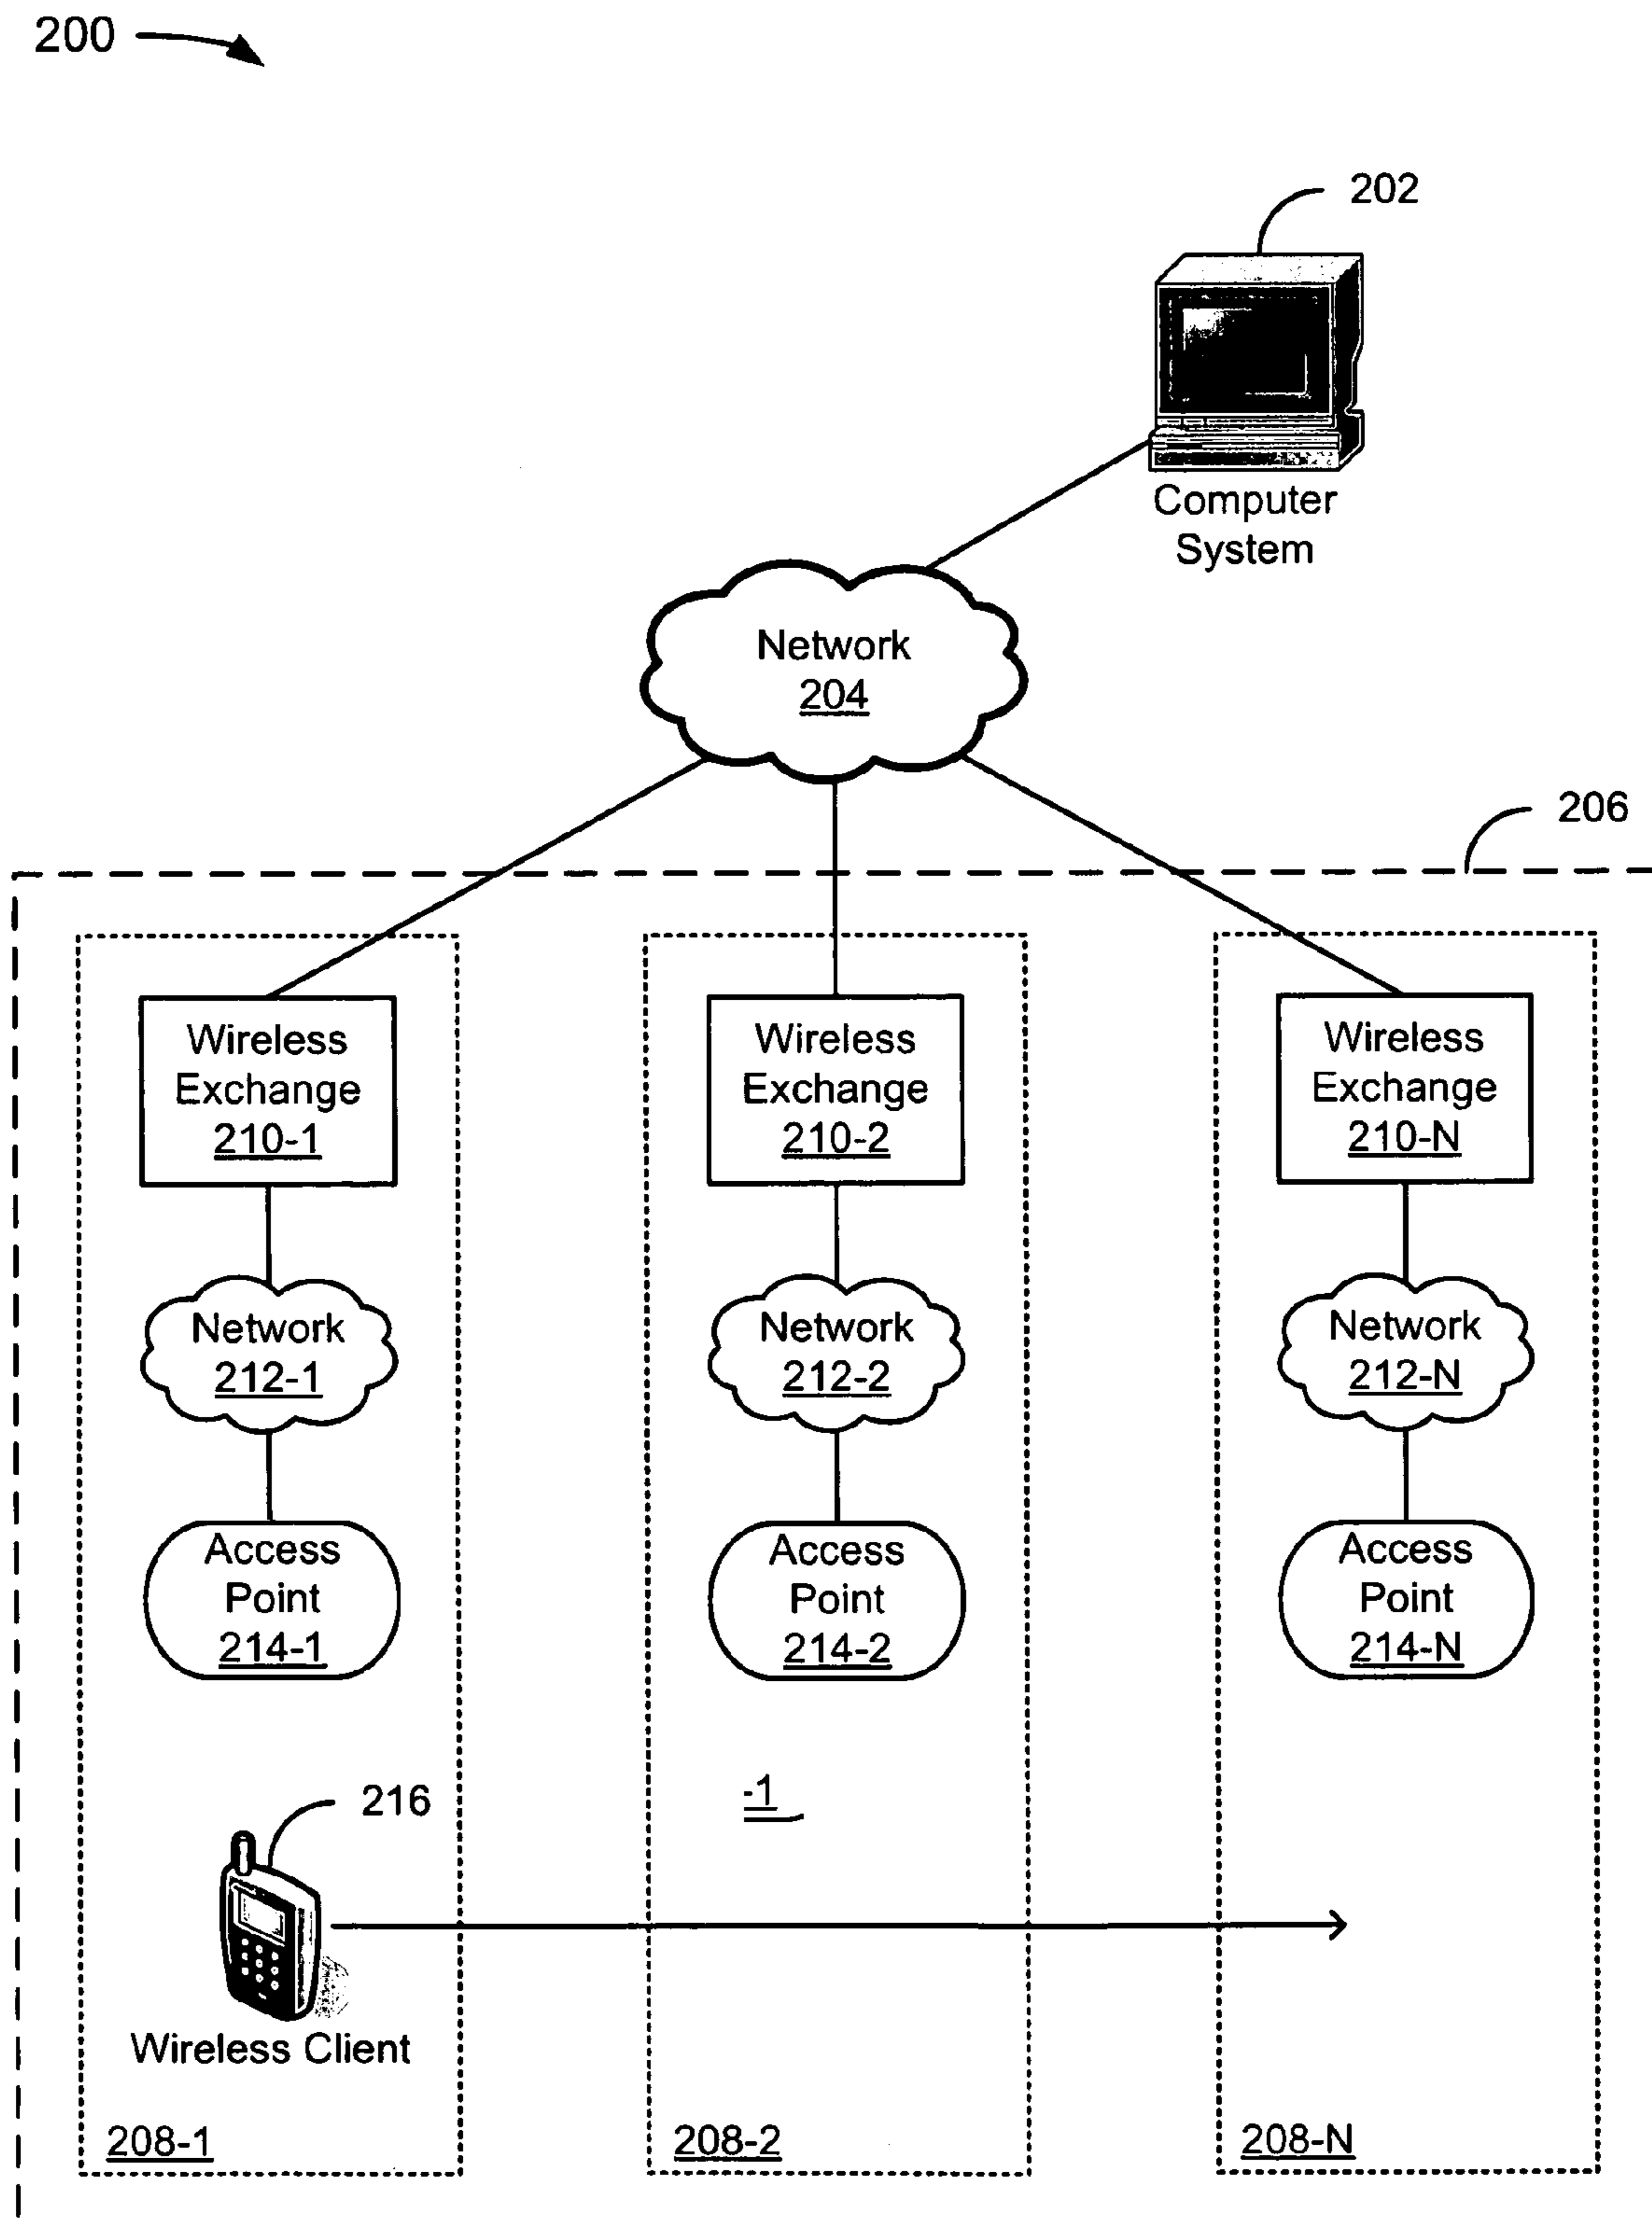 200
202
Computer
System
Network
204
206
Wireless
Exchange
210-1
Wireless
Exchange
210-2
Wireless
Exchange
210-N
Network
212-1
Network
212-2
Network
212-N
Access
Point
214-1
Access
Point
214-2
Access
Point
214-N
-1
216
Wireless Client
208-1
208-2
208-N